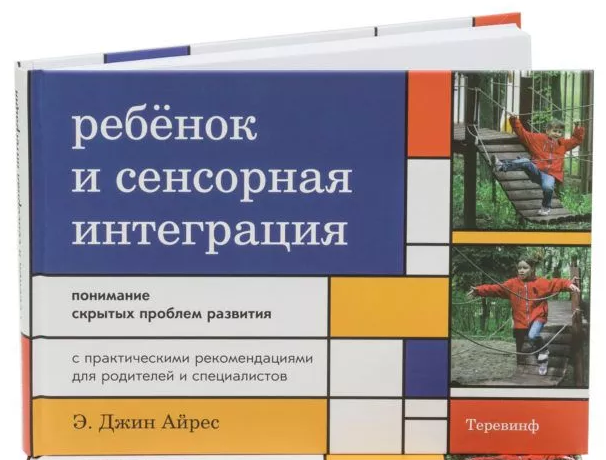 ребёнок
и сенсорная
интеграция
понимание
скрытых проблем развития
с практическими рекомендациями
для родителей и специалистов
Э. Джин Айрес
Теревинф